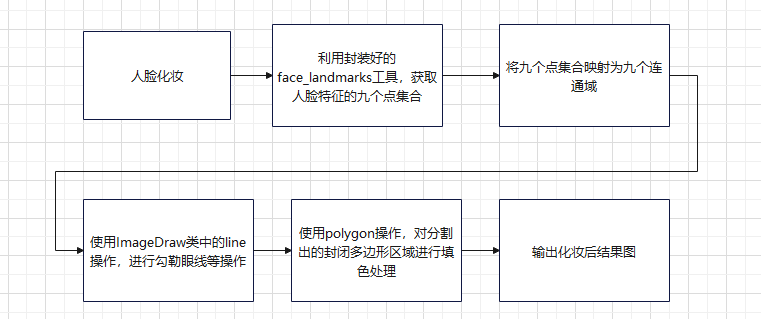 人脸化妆
利用封装好的
face_landmarks工具，获取
人脸特征的九个点集合
将九个点集合映射为九个连
通域
使用ImageDraw类中的line
操作，进行勾勒眼线等操作
使用polygon操作，对分割
出的封闭多边形区域进行填
色处理
输出化妆后结果图